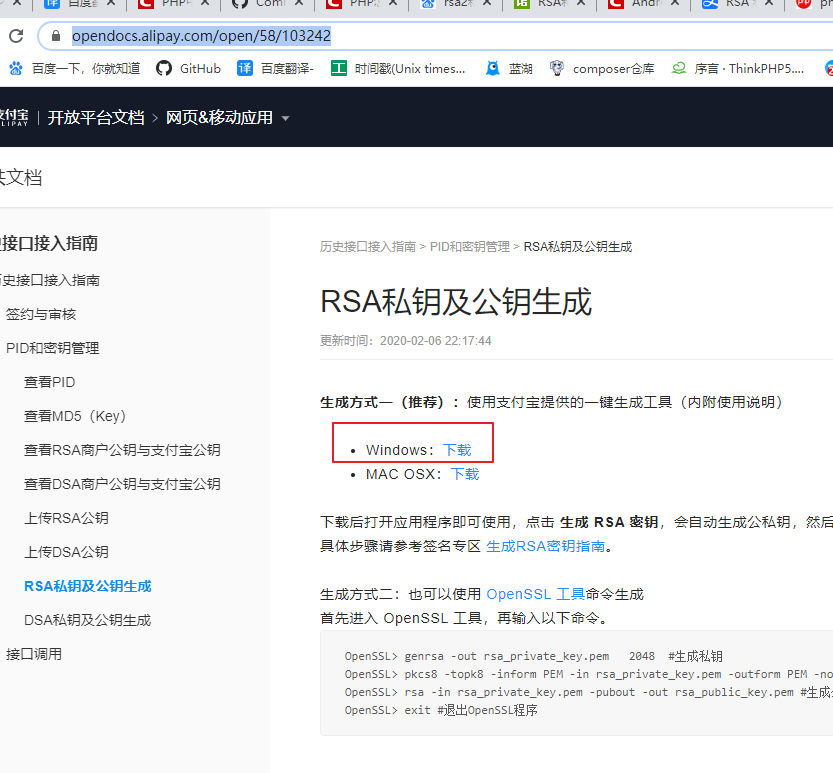 百度翻
PHP
Com
PHP
rsa2
RSA
Andr
RSA
ph
opendocs.alipay.com/open/58/103242
百度一下，你就知道 GitHub 百度翻译- 时间戳(Unix times... 蓝湖 composer仓库 序言 · ThinkPHP5....
支付宝 | 开放平台文档 > 网页&移动应用
文档
接口接入指南
历史接口接入指南 > PID和密钥管理 > RSA私钥及公钥生成
史接口接入指南
签约与审核
PID和密钥管理
查看PID
查看MD5（Key）
查看RSA商户公钥与支付宝公钥
查看DSA商户公钥与支付宝公钥
上传RSA公钥
上传DSA公钥
RSA私钥及公钥生成
DSA私钥及公钥生成
接口调用
RSA私钥及公钥生成
更新时间：2020-02-06 22:17:44
生成方式一（推荐）：使用支付宝提供的一键生成工具（内附使用说明）
• Windows：下载
• MAC OSX：下载
下载后打开应用程序即可使用，点击 生成 RSA 密钥，会自动生成公私钥，然后
具体步骤请参考签名专区 生成RSA密钥指南。
生成方式二：也可以使用 OpenSSL 工具命令生成
首先进入 OpenSSL 工具，再输入以下命令。
OpenSSL> genrsa -out rsa_private_key.pem   2048  #生成私钥
OpenSSL> pkcs8 -topk8 -inform PEM -in rsa_private_key.pem -outform PEM -no
OpenSSL> rsa -in rsa_private_key.pem -pubout -out rsa_public_key.pem #生成
OpenSSL> exit #退出OpenSSL程序